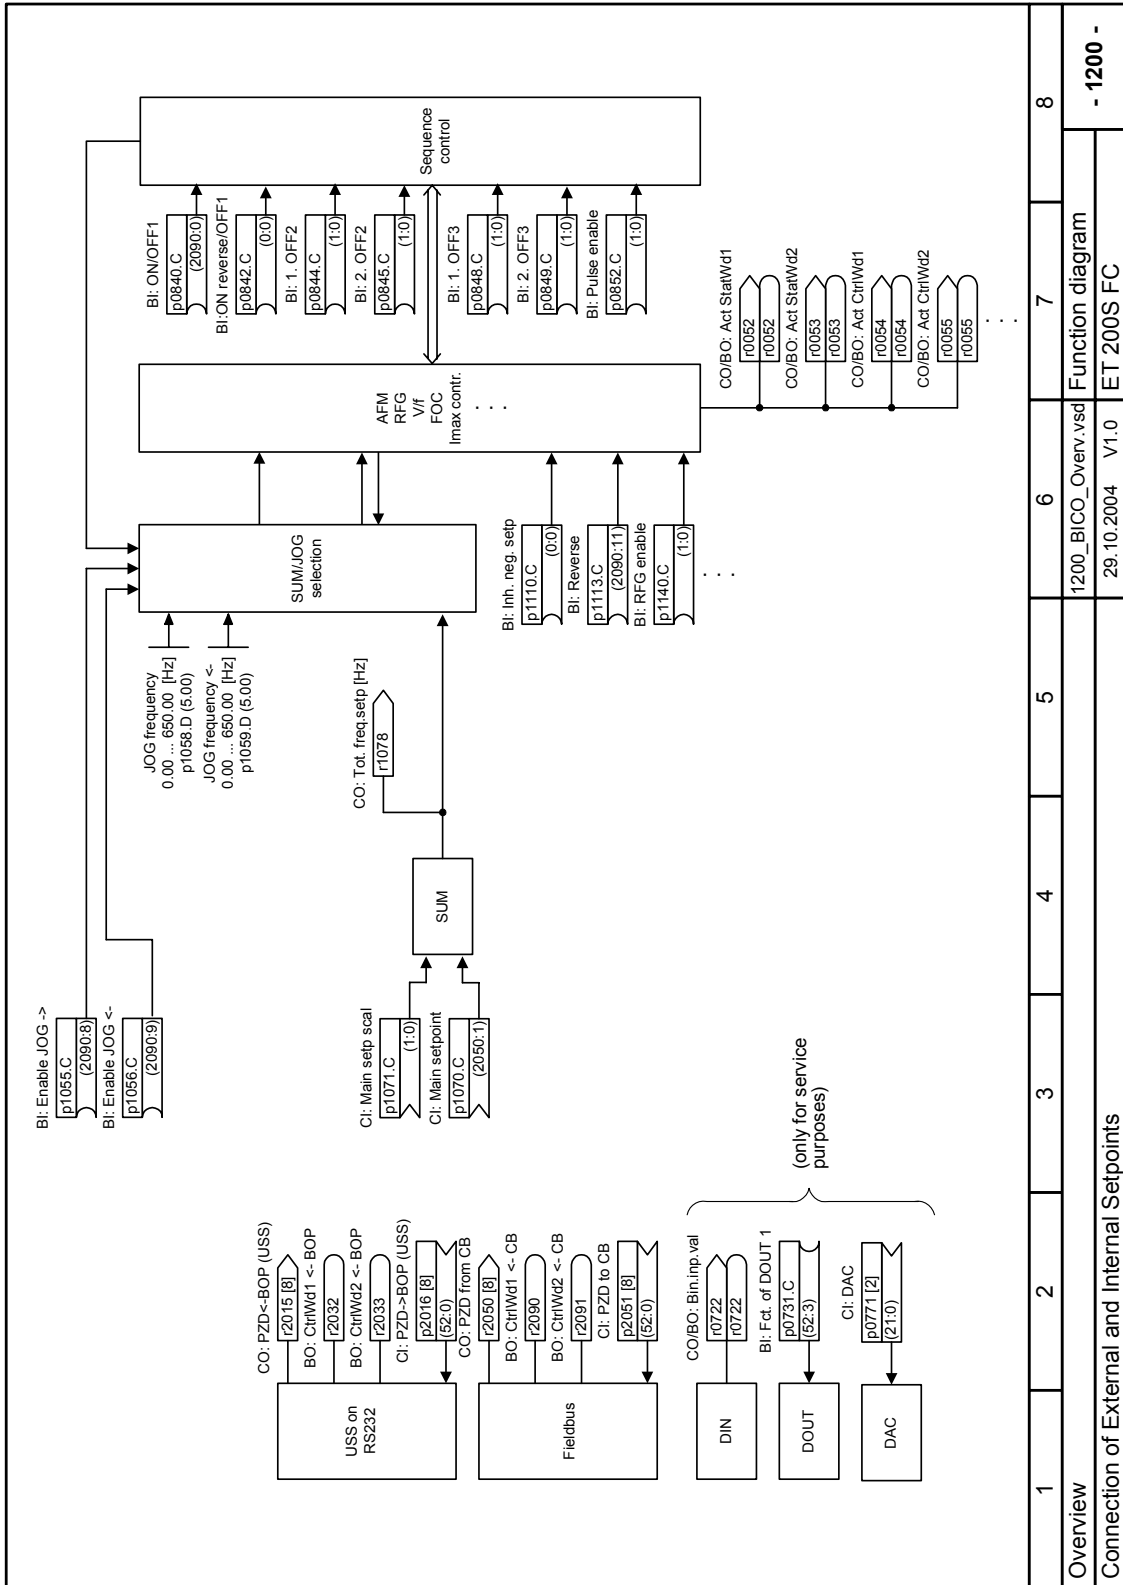 BI: Enable JOG ->
p1055.C
(2090:8)
BI: Enable JOG <-
p1056.C
(2090:9)
JOG frequency
0.00 ... 650.00 [Hz]
p1058.D (5.00)
JOG frequency <-
0.00 ... 650.00 [Hz]
p1059.D (5.00)
SUM/JOG
selection
BI: ON/OFF1
p0840.C
(2090:0)
BI:ON reverse/OFF1
p0842.C
(0:0)
BI: 1. OFF2
p0844.C
(1:0)
BI: 2. OFF2
p0845.C
(1:0)
BI: 1. OFF3
p0848.C
(1:0)
BI: 2. OFF3
p0849.C
(1:0)
BI: Pulse enable
p0852.C
(1:0)
Sequence
control
AFM
RFG
V/f
FOC
Imax contr.
. . .
CO: PZD<-BOP (USS)
r2015 [8]
BO: CtrlWd1 <- BOP
r2032
BO: CtrlWd2 <- BOP
r2033
CI: PZD->BOP (USS)
p2016 [8]
(52:0)
USS on
RS232
CO: PZD from CB
r2050 [8]
BO: CtrlWd1 <- CB
r2090
BO: CtrlWd2 <- CB
r2091
CI: PZD to CB
p2051 [8]
(52:0)
Fieldbus
CI: Main setp scal
p1071.C
(1:0)
CI: Main setpoint
p1070.C
(2050:1)
SUM
CO: Tot. freq.setp [Hz]
r1078
BI: Inh. neg. setp
p1110.C
(0:0)
BI: Reverse
p1113.C
(2090:11)
BI: RFG enable
p1140.C
(1:0)
. . .
CO/BO: Act StatWd1
r0052
r0052
CO/BO: Act StatWd2
r0053
r0053
CO/BO: Act CtrlWd1
r0054
r0054
CO/BO: Act CtrlWd2
r0055
r0055
. . .
CO/BO: Bin.inp.val
r0722
r0722
DIN
BI: Fct. of DOUT 1
p0731.C
(52:3)
DOUT
CI: DAC
p0771 [2]
(21:0)
DAC
(only for service
purposes)
1 2 3 4 5 6 7 8
Overview
1200_BICO_Overv.vsd
Function diagram
- 1200 -
Connection of External and Internal Setpoints
29.10.2004 V1.0
ET 200S FC